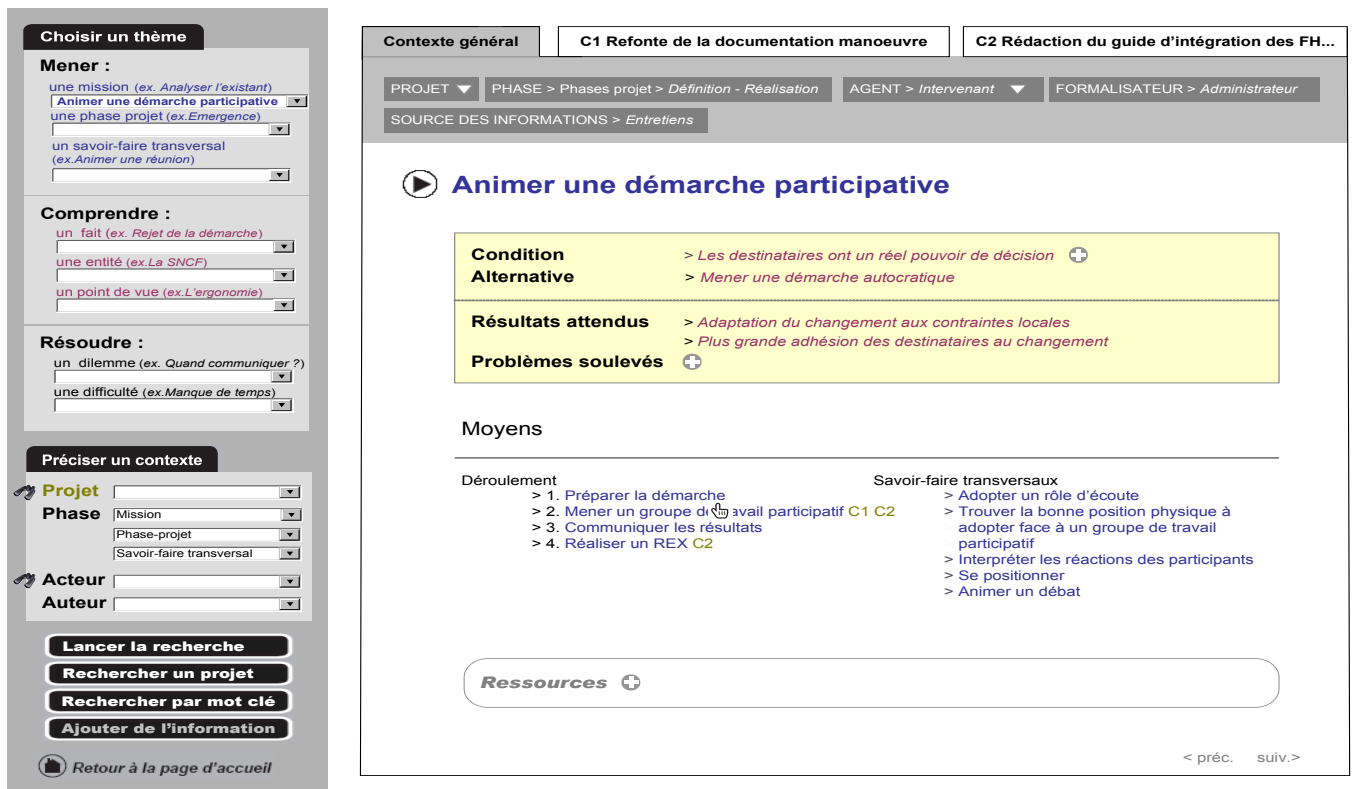 Choisir un thème
Mener :
une mission (ex. Analyser l'existant)
Animer une démarche participative
une phase projet (ex.Emergence)
un savoir-faire transversal
(ex.Animer une réunion)
Comprendre :
un fait (ex. Rejet de la démarche)
une entité (ex.La SNCF)
un point de vue (ex.L'ergonomie)
Résoudre :
un dilemme (ex. Quand communiquer ?)
une difficulté (ex.Manque de temps)
Préciser un contexte
Projet
Phase Mission
Phase-projet
Savoir-faire transversal
Acteur
Auteur
Lancer la recherche
Rechercher un projet
Rechercher par mot clé
Ajouter de l'information
Retour à la page d'accueil
Contexte général C1 Refonte de la documentation manoeuvre C2 Rédaction du guide d'intégration des FH...
PROJET PHASE > Phases projet > Définition - Réalisation AGENT > Intervenant FORMALISATEUR > Administrateur
SOURCE DES INFORMATIONS > Entretiens
Animer une démarche participative
Condition > Les destinataires ont un réel pouvoir de décision
Alternative > Mener une démarche autocratique
Résultats attendus > Adaptation du changement aux contraintes locales
> Plus grande adhésion des destinataires au changement
Problèmes soulevés
Moyens
Déroulement
> 1. Préparer la démarche
> 2. Mener un groupe de avail participatif C1 C2
> 3. Communiquer les résultats
> 4. Réaliser un REX C2
Savoir-faire transversaux
> Adopter un rôle d'écoute
> Trouver la bonne position physique à
adopter face à un groupe de travail
participatif
> Interpréter les réactions des participants
> Se positionner
> Animer un débat
Ressources
< préc. suiv.>